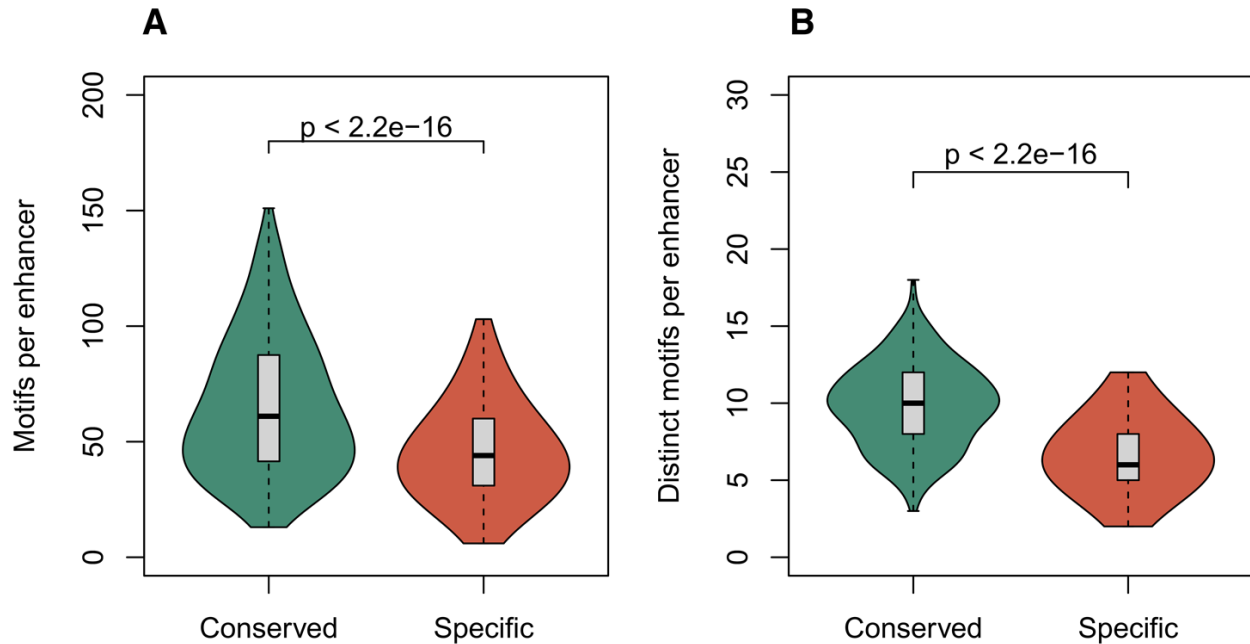 A
Motifs per enhancer
200
150
100
50
0
p < 2.2e−16
Conserved
Specific
B
Distinct motifs per enhancer
30
25
20
15
10
5
0
p < 2.2e−16
Conserved
Specific